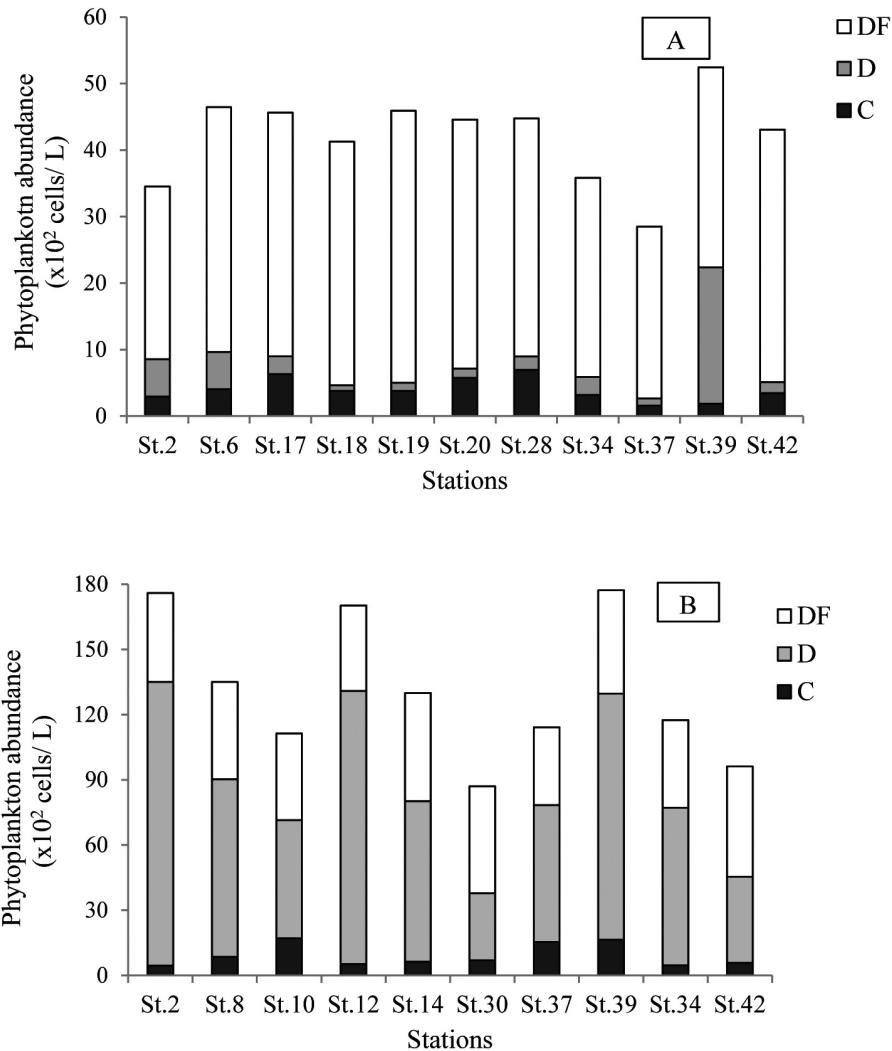 60
50
40
30
20
10
0
Phytoplankotn abundance
(x10² cells/ L)
A
DF
D
C
St.2 St.6 St.17 St.18 St.19 St.20 St.28 St.34 St.37 St.39 St.42
Stations
180
150
120
90
60
30
0
Phytoplankton abundance
(x10² cells/ L)
B
DF
D
C
St.2 St.8 St.10 St.12 St.14 St.30 St.37 St.39 St.34 St.42
Stations